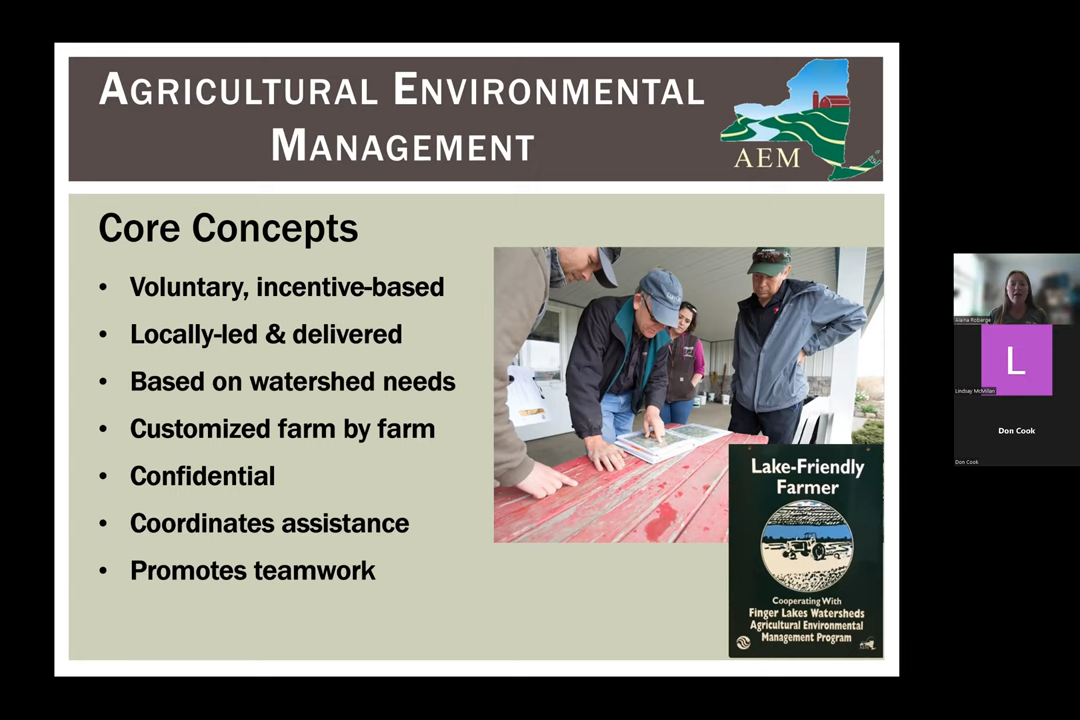 AGRICULTURAL ENVIRONMENTAL
MANAGEMENT
AEM
Core Concepts
• Voluntary, incentive-based
• Locally-led & delivered
• Based on watershed needs
• Customized farm by farm
• Confidential
• Coordinates assistance
• Promotes teamwork
Lake-Friendly
Farmer
Cooperating With
Finger Lakes Watersheds
Agricultural Environmental
Management Program
Alaina Roberge
L
Lindsay McMillan
Don Cook
Don Cook